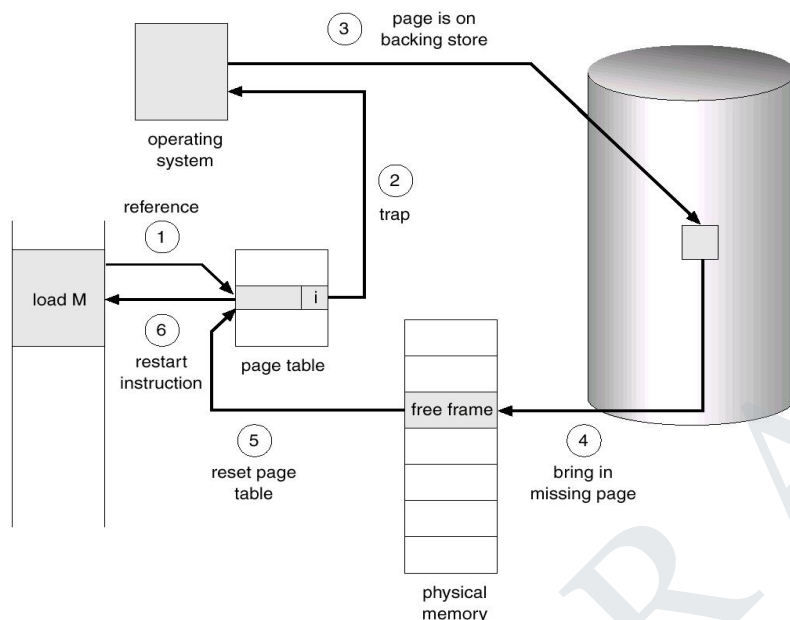 3
page is on
backing store
operating
system
2
trap
reference
1
load M
i
6
restart
instruction
page table
free frame
5
reset page
table
4
bring in
missing page
physical
memory
R A